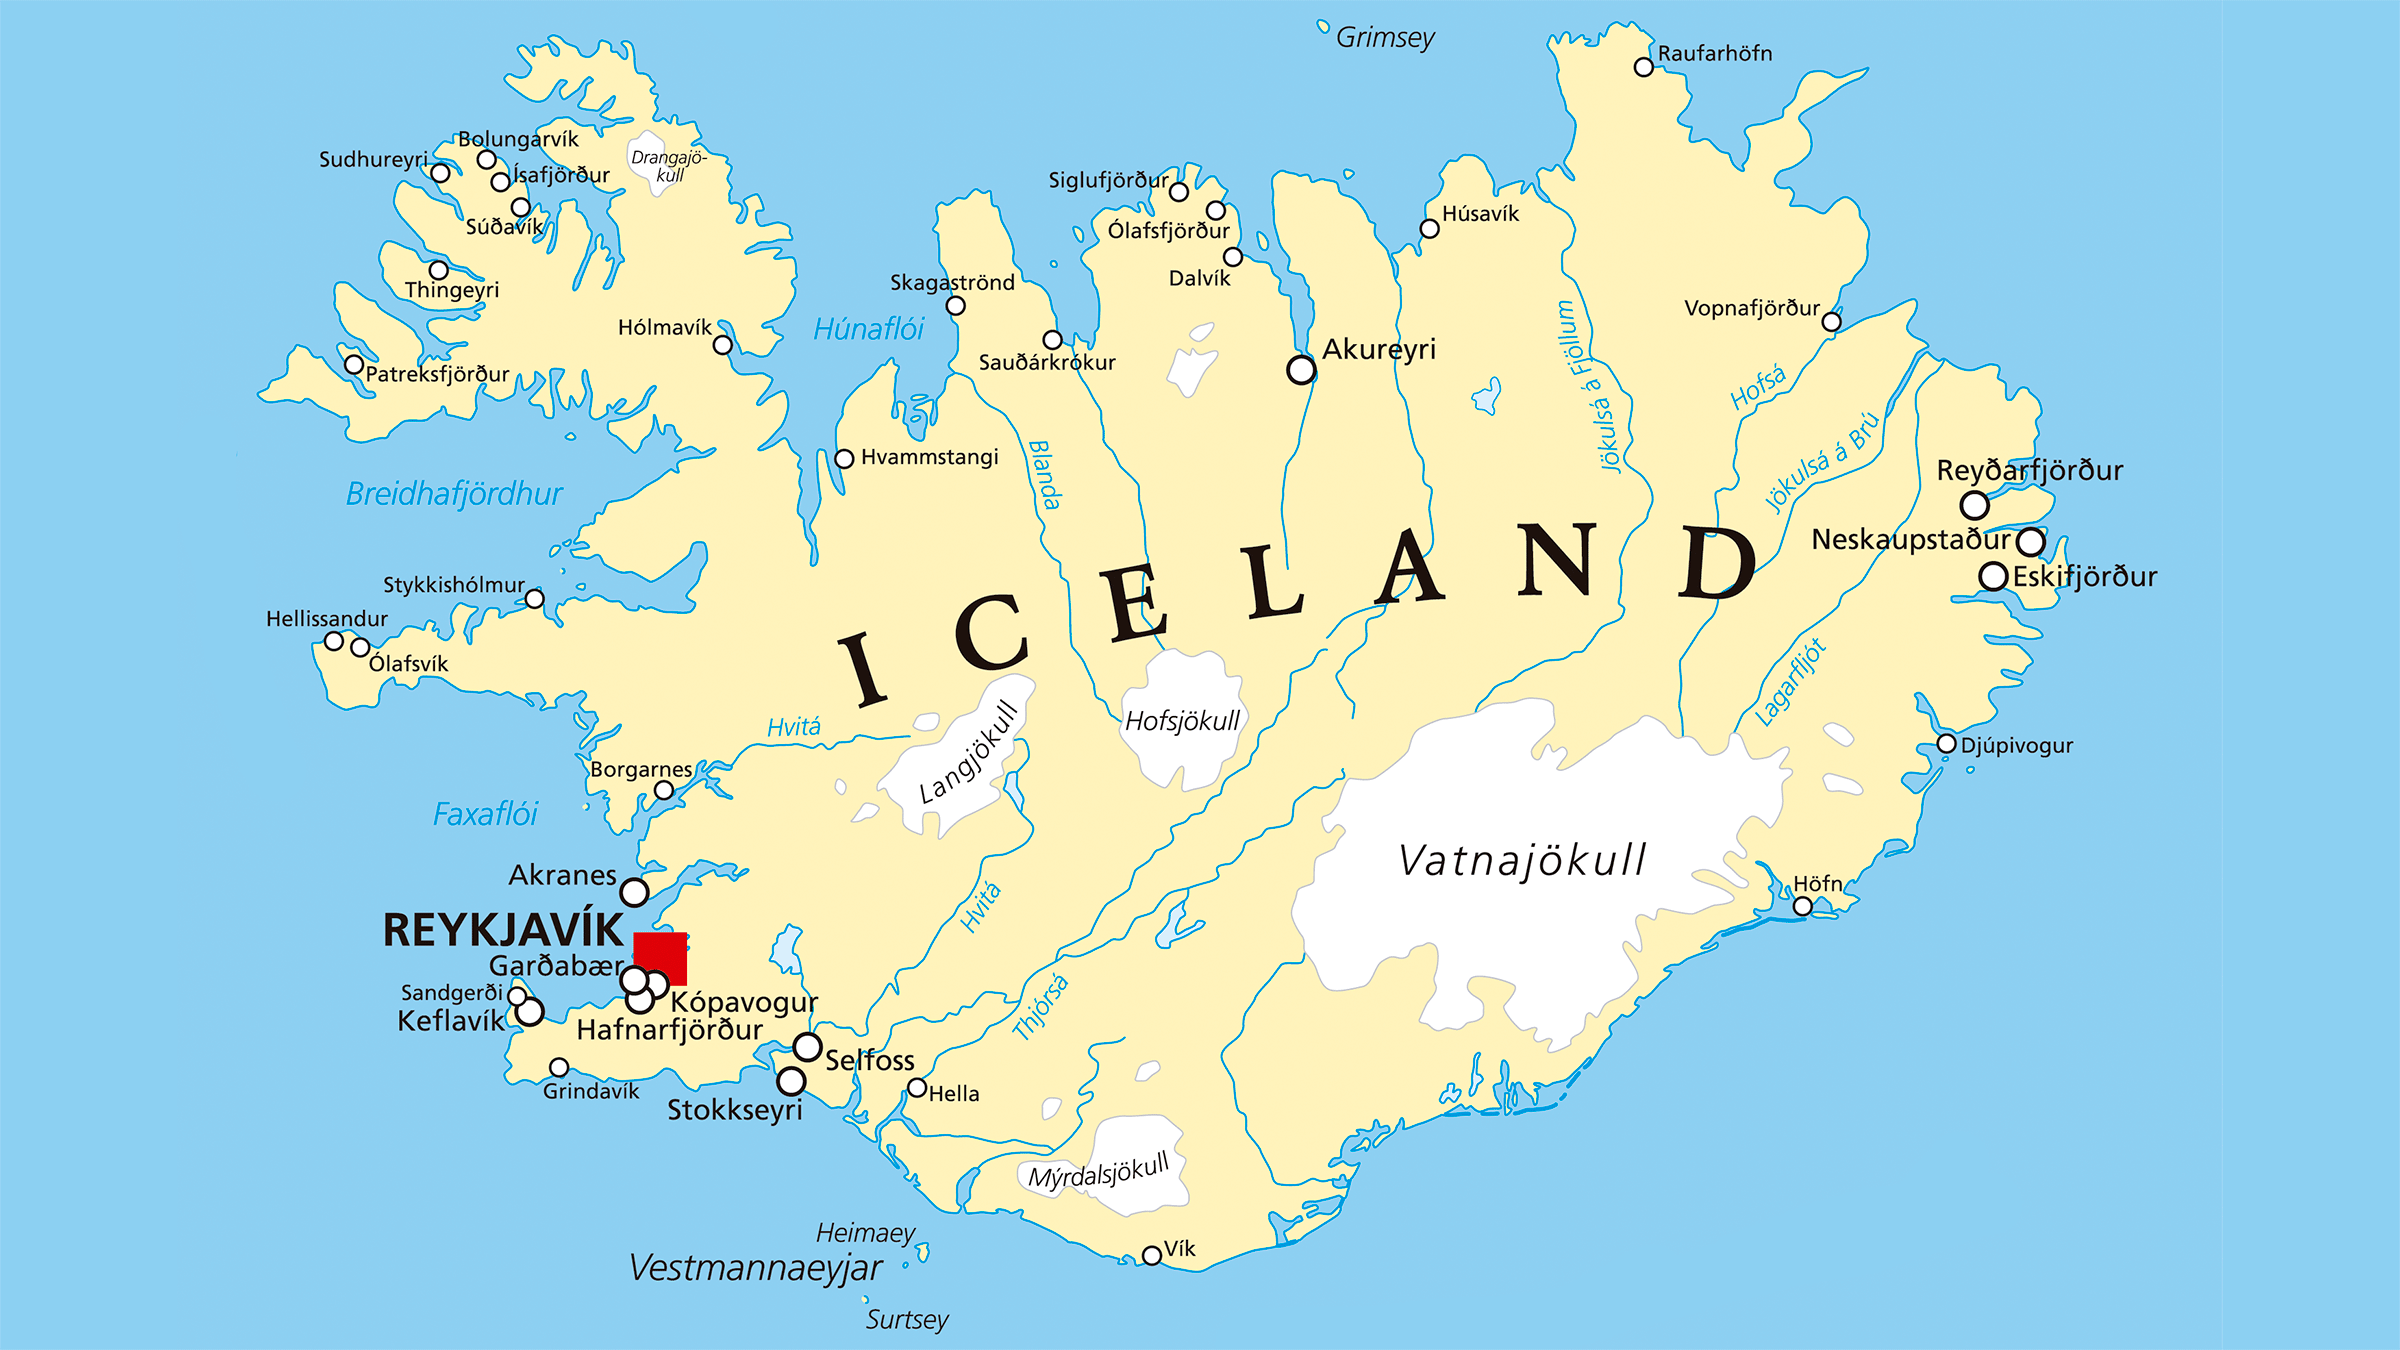 Grimsey
Raufarhöfn
Bolungarvík
Sudhureyri
Ísafjörður
Drangajö-
kull
Súðavík
Siglufjörður
Ólafsfjörður
Húsavík
Thingeyri
Dalvík
Skagaströnd
Hólmavík
Húnaflói
Vopnafjörður
Sauðárkrókur
Akureyri
Patreksfjörður
Jökulsá á Fjöllum
Hofsá
Jökulsá á Brú
Hvammstangi
Blanda
Breidhafjördhur
Reyðarfjörður
Neskaupstaður
Eskifjörður
ICELAND
Stykkishólmur
Hellissandur
Ólafsvík
Lagarfljót
Hvitá
Langjökull
Hofsjökull
Djúpivogur
Borgarnes
Faxaflói
Vatnajökull
Akranes
Höfn
Hvitá
REYKJAVÍK
Garðabær
Sandgerði
Kópavogur
Keflavík
Hafnarfjörður
Thjórsá
Selfoss
Grindavík
Hella
Stokkseyri
Mýrdalsjökull
Heimaey
Vík
Vestmannaeyjar
Surtsey